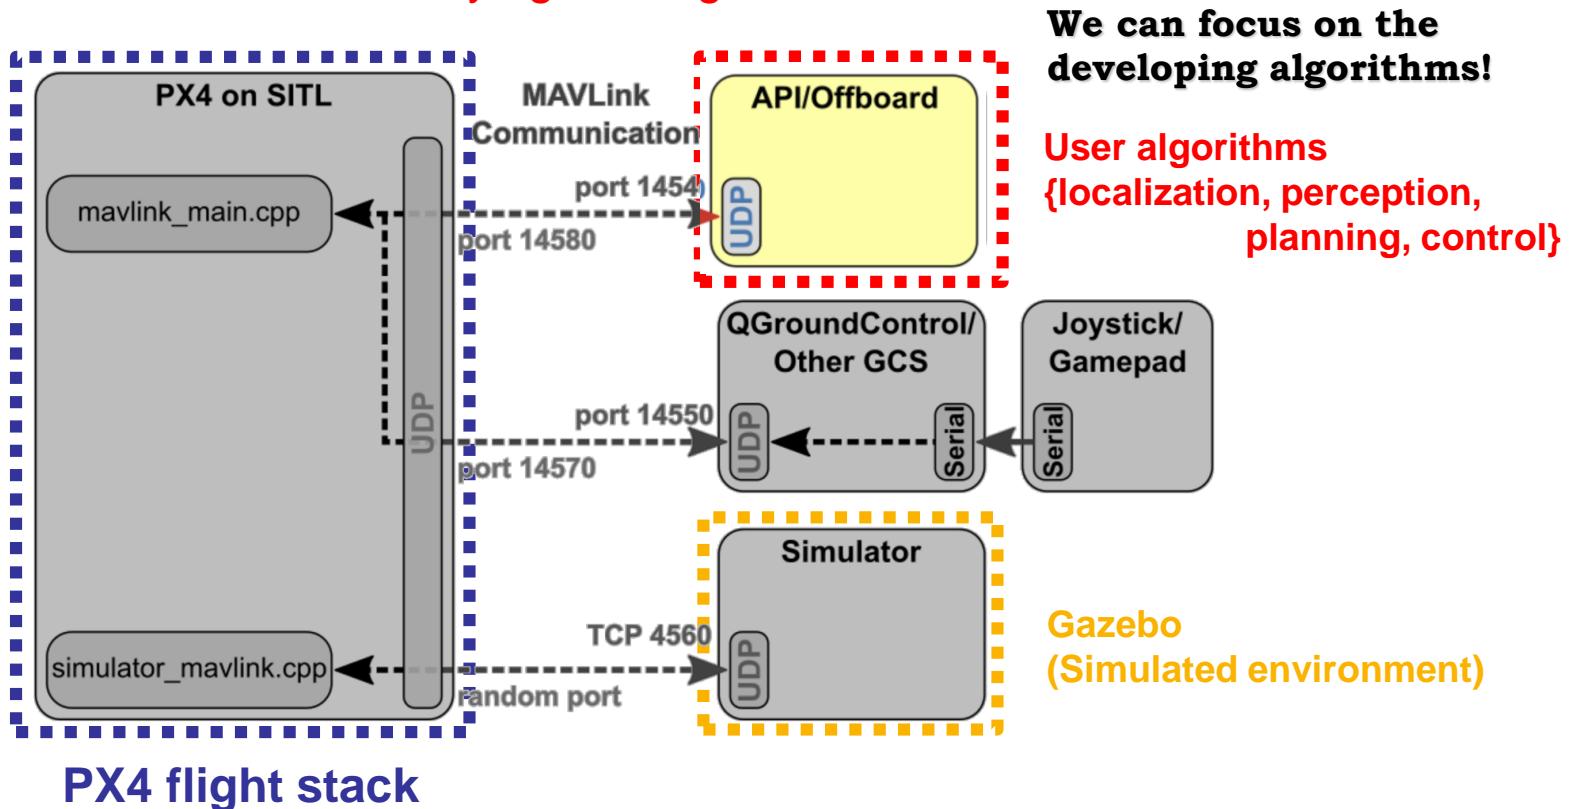 We can focus on the
developing algorithms!
PX4 on SITL
MAVLink
Communication
API/Offboard
User algorithms
{localization, perception,
planning, control}
mavlink_main.cpp
port 1454
UDP
port 14580
QGroundControl/
Other GCS
Joystick/
Gamepad
UDP
port 14550
UDP
Serial
Serial
port 14570
Simulator
TCP 4560
UDP
simulator_mavlink.cpp
random port
Gazebo
(Simulated environment)
PX4 flight stack